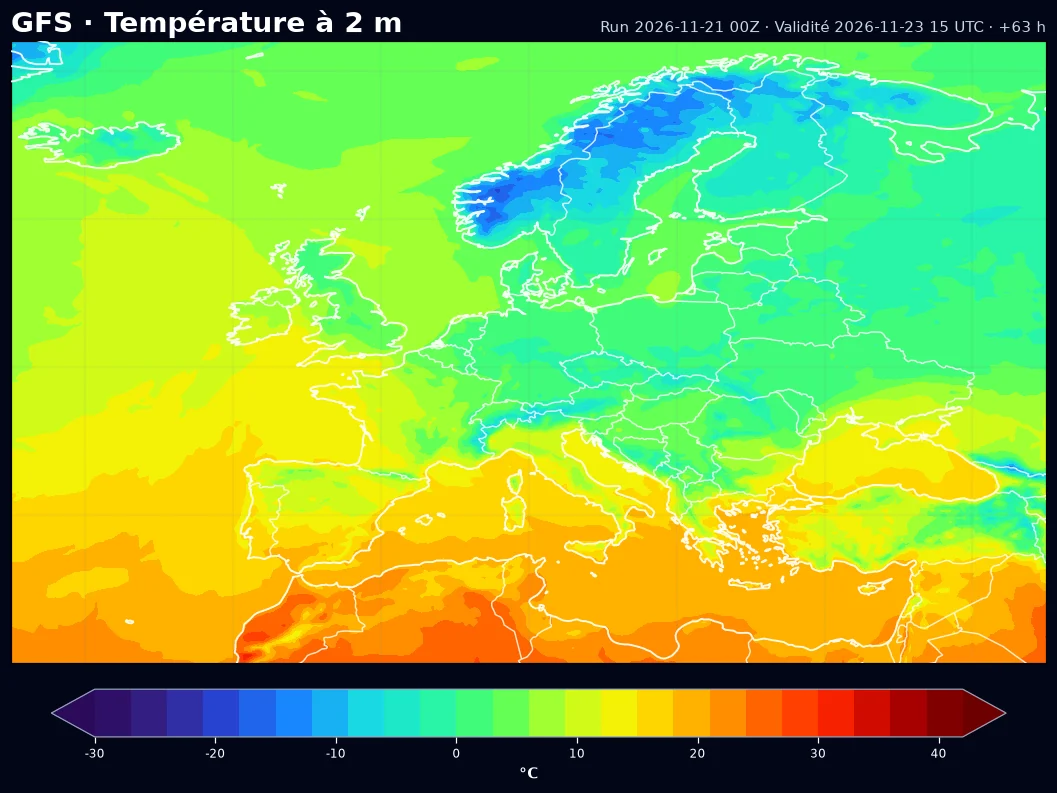 GFS · Température à 2 m
Run 2026-11-21 00Z · Validité 2026-11-23 15 UTC · +63 h
-30 -20 -10 0 10 20 30 40
°C